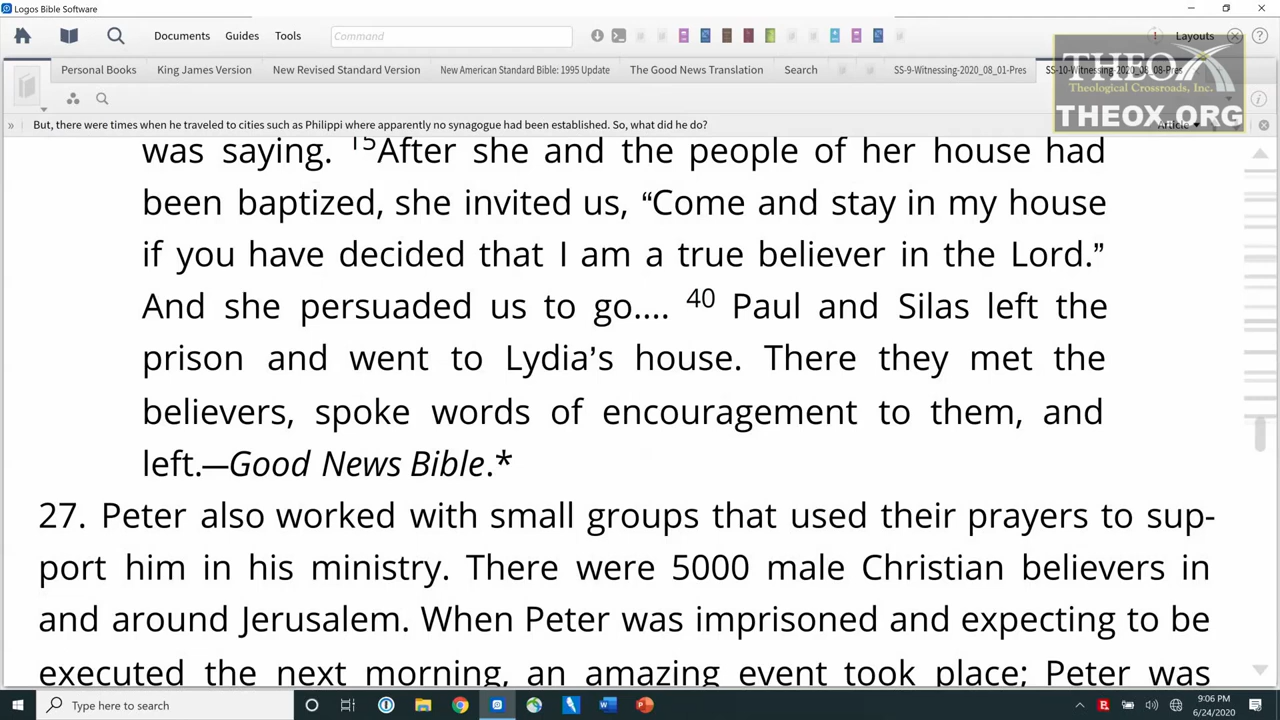 Logos Bible Software
Documents Guides Tools Command Layouts
THEOX
Theological Crossroads, Inc.
THEOX.ORG
Personal Books King James Version New Revised Stan American Standard Bible: 1995 Update The Good News Translation Search SS-9-Witnessing-2020_08_01-Pres SS-10-Witnessing-2020_08_08-Pres
» But, there were times when he traveled to cities such as Philippi where apparently no synagogue had been established. So, what did he do? Article
was saying. 15After she and the people of her house had
been baptized, she invited us, “Come and stay in my house
if you have decided that I am a true believer in the Lord.”
And she persuaded us to go.... 40 Paul and Silas left the
prison and went to Lydia’s house. There they met the
believers, spoke words of encouragement to them, and
left.—Good News Bible.*
27. Peter also worked with small groups that used their prayers to sup-
port him in his ministry. There were 5000 male Christian believers in
and around Jerusalem. When Peter was imprisoned and expecting to be
executed the next morning, an amazing event took place; Peter was
Type here to search
9:06 PM
6/24/2020